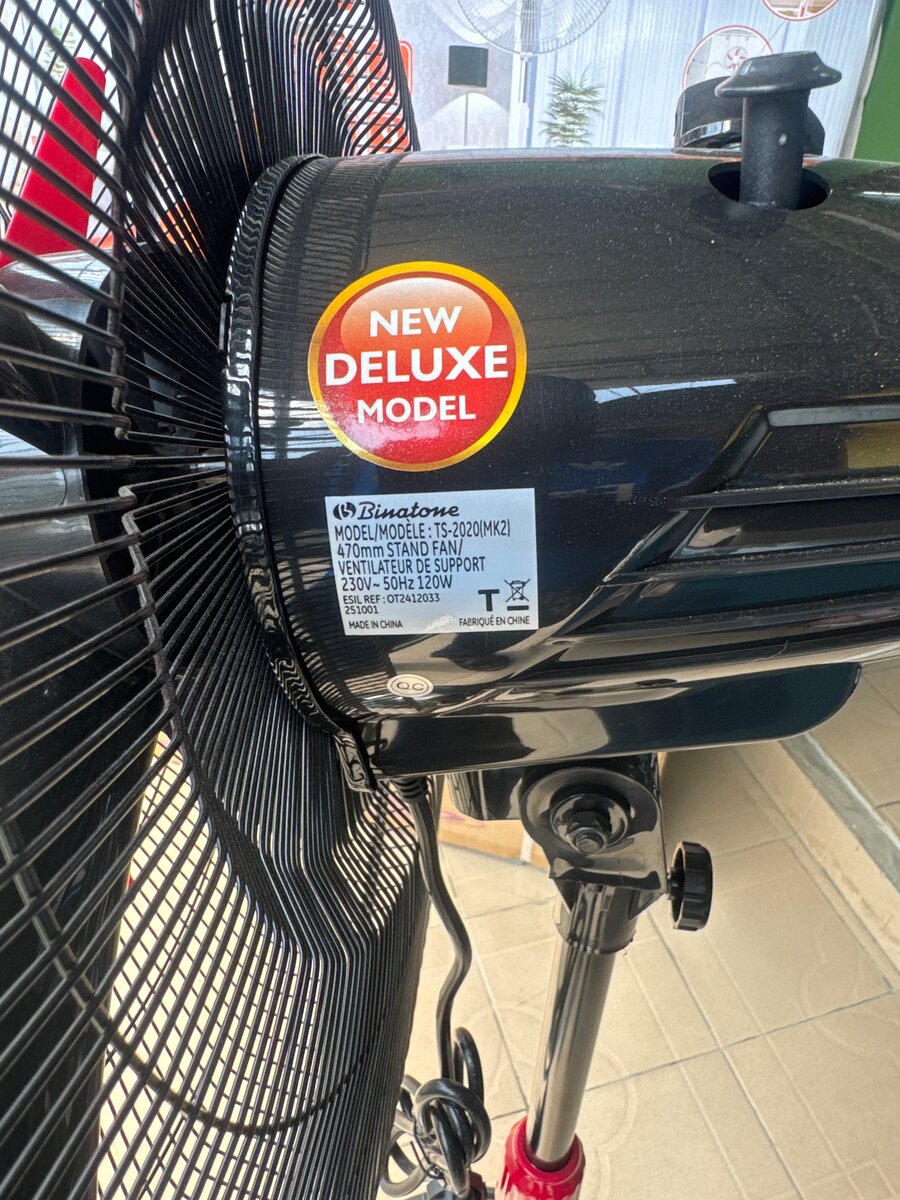 NEW
DELUXE
MODEL
Binatone
MODEL/MODÈLE : TS-2020(MK2)
470mm STAND FAN/
VENTILATEUR DE SUPPORT
230V~ 50Hz 120W
ESIL REF : OT2412033
251001
T
MADE IN CHINA
FABRIQUÉ EN CHINE
QC